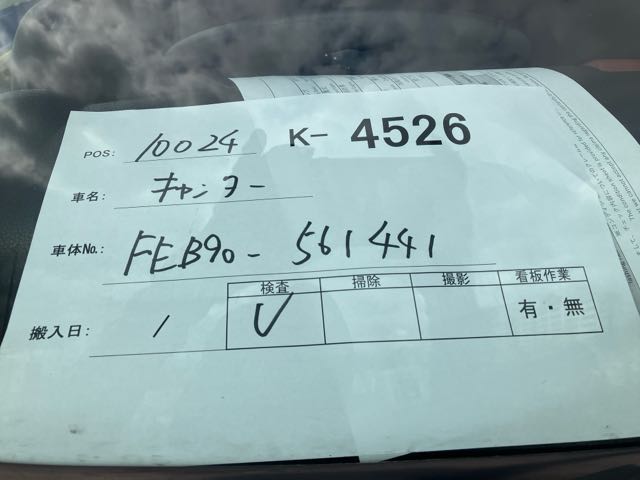 POS: 10024 K- 4526
車名: キャンター
車体No.: FEB90-561441
検査 掃除 撮影 看板作業
搬入日: 1 V 有・無